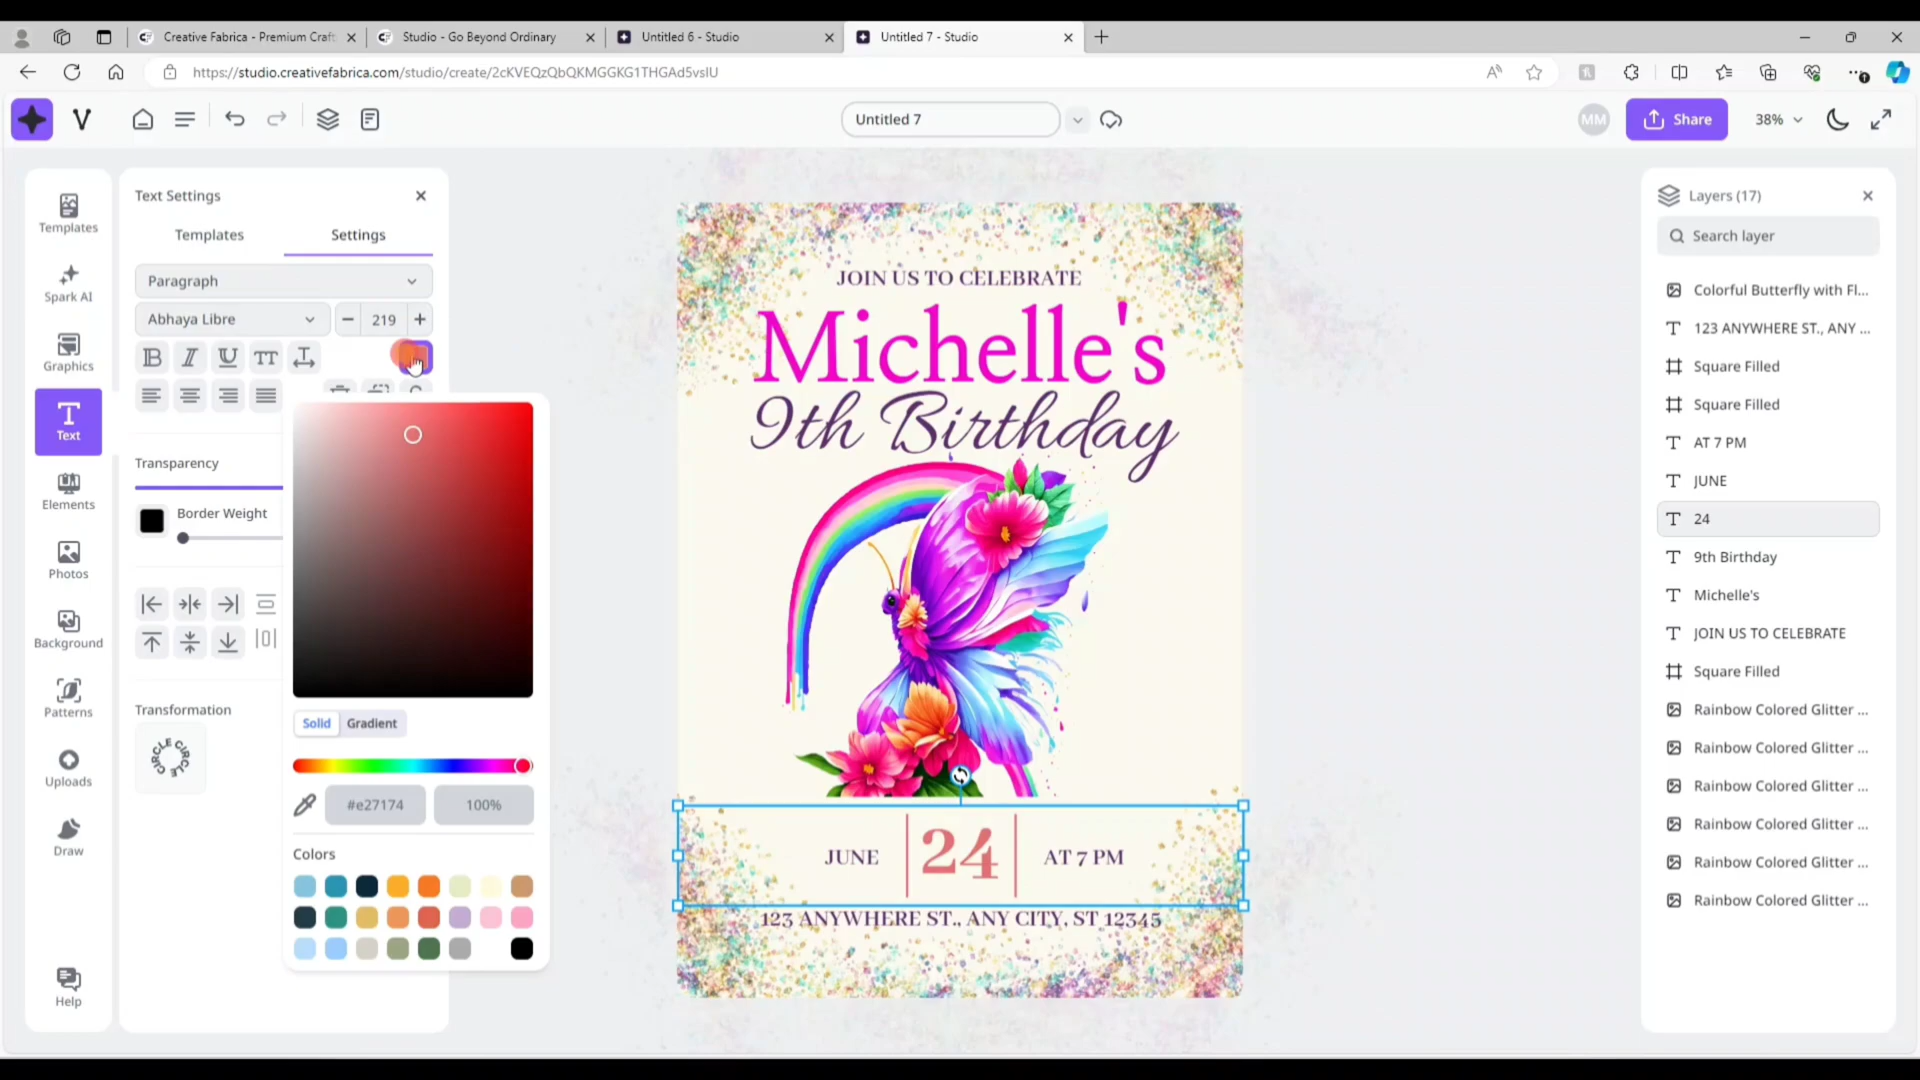 Creative Fabrica - Premium Craft
Studio - Go Beyond Ordinary
Untitled 6 - Studio
Untitled 7 - Studio
https://studio.creativefabrica.com/studio/create/2cKVEQzQbQKMGGKG1THGAd5vsIU
Untitled 7
MM
Share
38%
Templates
Spark AI
Graphics
Text
Elements
Photos
Background
Patterns
Uploads
Draw
Help
Text Settings
Templates
Settings
Paragraph
Abhaya Libre
219
Transparency
Border Weight
Transformation
CIRCLE CIRCLE
Solid
Gradient
#e27174
100%
Colors
JOIN US TO CELEBRATE
Michelle's
9th Birthday
JUNE
24
AT 7 PM
123 ANYWHERE ST., ANY CITY, ST 12345
Layers (17)
Search layer
Colorful Butterfly with Fl...
123 ANYWHERE ST., ANY ...
Square Filled
Square Filled
AT 7 PM
JUNE
24
9th Birthday
Michelle's
JOIN US TO CELEBRATE
Square Filled
Rainbow Colored Glitter ...
Rainbow Colored Glitter ...
Rainbow Colored Glitter ...
Rainbow Colored Glitter ...
Rainbow Colored Glitter ...
Rainbow Colored Glitter ...